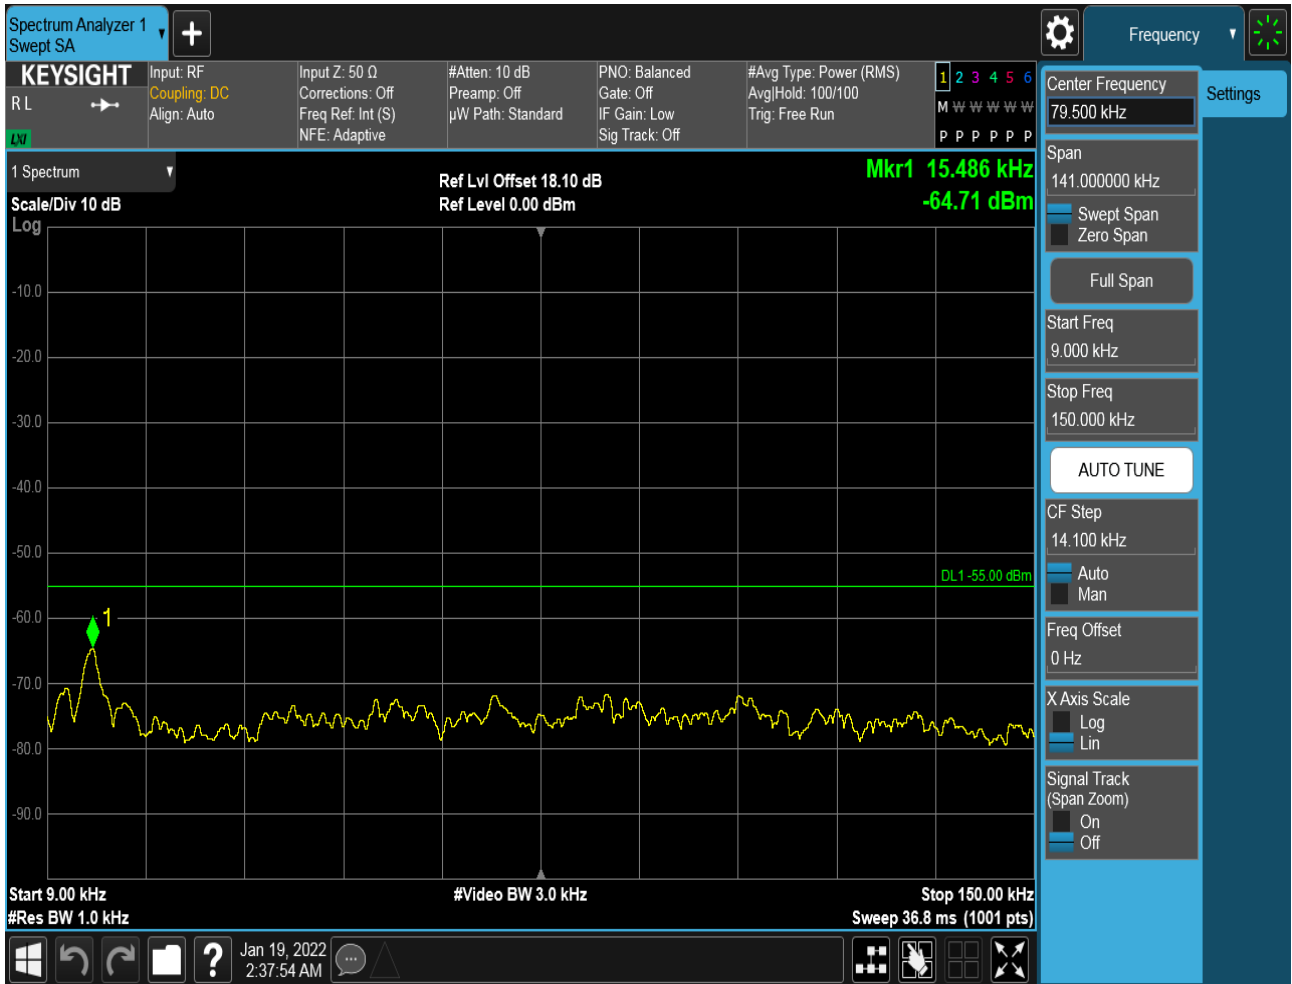 Spectrum Analyzer 1
Swept SA
Frequency
KEYSIGHT
R L
LXI
Input: RF
Coupling: DC
Align: Auto
Input Z: 50 Ω
Corrections: Off
Freq Ref: Int (S)
NFE: Adaptive
#Atten: 10 dB
Preamp: Off
µW Path: Standard
PNO: Balanced
Gate: Off
IF Gain: Low
Sig Track: Off
#Avg Type: Power (RMS)
Avg|Hold: 100/100
Trig: Free Run
1 2 3 4 5 6
M W W W W W
P P P P P P
1 Spectrum
Scale/Div 10 dB
Log
Ref Lvl Offset 18.10 dB
Ref Level 0.00 dBm
Mkr1 15.486 kHz
-64.71 dBm
-10.0
-20.0
-30.0
-40.0
-50.0
DL1 -55.00 dBm
-60.0
1
-70.0
-80.0
-90.0
Start 9.00 kHz
#Res BW 1.0 kHz
#Video BW 3.0 kHz
Stop 150.00 kHz
Sweep 36.8 ms (1001 pts)
Center Frequency
79.500 kHz
Settings
Span
141.000000 kHz
Swept Span
Zero Span
Full Span
Start Freq
9.000 kHz
Stop Freq
150.000 kHz
AUTO TUNE
CF Step
14.100 kHz
Auto
Man
Freq Offset
0 Hz
X Axis Scale
Log
Lin
Signal Track
(Span Zoom)
On
Off
?
Jan 19, 2022
2:37:54 AM